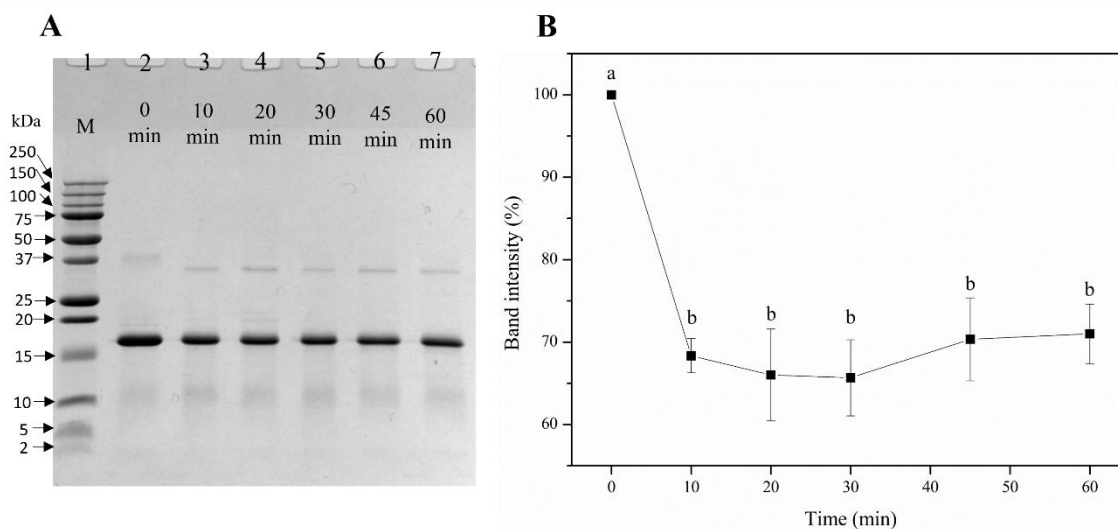 A
1 2 3 4 5 6 7
0 10 20 30 45 60
M min min min min min min
kDa
250
150
100
75
50
37
25
20
15
10
5
2
B
a
b
b
b
b
b
100
90
80
70
60
Band intensity (%)
0 10 20 30 40 50 60
Time (min)